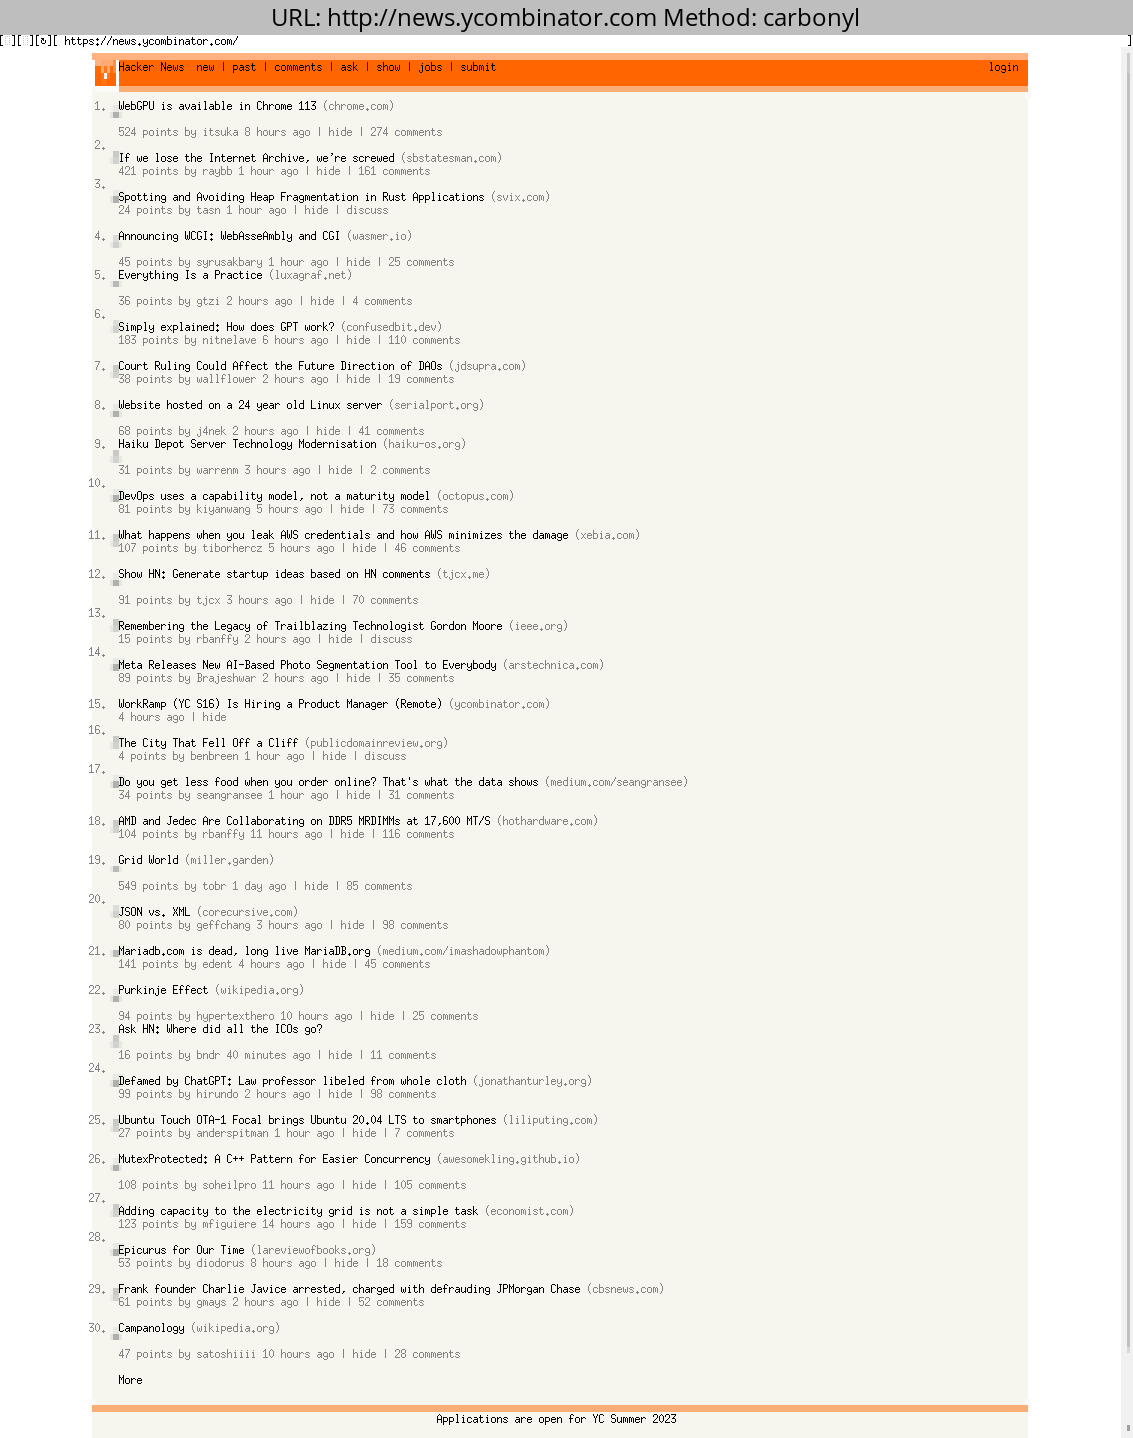 URL: http://news.ycombinator.com Method: carbonyl
[ ][ ][↻][ https://news.ycombinator.com/ ]
Hacker News new | past | comments | ask | show | jobs | submit login
1. WebGPU is available in Chrome 113 (chrome.com)
524 points by itsuka 8 hours ago | hide | 274 comments
2.
If we lose the Internet Archive, we’re screwed (sbstatesman.com)
421 points by raybb 1 hour ago | hide | 161 comments
3.
Spotting and Avoiding Heap Fragmentation in Rust Applications (svix.com)
24 points by tasn 1 hour ago | hide | discuss
4. Announcing WCGI: WebAsseAmbly and CGI (wasmer.io)
45 points by syrusakbary 1 hour ago | hide | 25 comments
5. Everything Is a Practice (luxagraf.net)
36 points by gtzi 2 hours ago | hide | 4 comments
6.
Simply explained: How does GPT work? (confusedbit.dev)
183 points by nitnelave 6 hours ago | hide | 110 comments
7. Court Ruling Could Affect the Future Direction of DAOs (jdsupra.com)
38 points by wallflower 2 hours ago | hide | 19 comments
8. Website hosted on a 24 year old Linux server (serialport.org)
68 points by j4nek 2 hours ago | hide | 41 comments
9. Haiku Depot Server Technology Modernisation (haiku-os.org)
31 points by warrenm 3 hours ago | hide | 2 comments
10.
DevOps uses a capability model, not a maturity model (octopus.com)
81 points by kiyanwang 5 hours ago | hide | 73 comments
11. What happens when you leak AWS credentials and how AWS minimizes the damage (xebia.com)
107 points by tiborhercz 5 hours ago | hide | 46 comments
12. Show HN: Generate startup ideas based on HN comments (tjcx.me)
91 points by tjcx 3 hours ago | hide | 70 comments
13.
Remembering the Legacy of Trailblazing Technologist Gordon Moore (ieee.org)
15 points by rbanffy 2 hours ago | hide | discuss
14.
Meta Releases New AI-Based Photo Segmentation Tool to Everybody (arstechnica.com)
89 points by Brajeshwar 2 hours ago | hide | 35 comments
15. WorkRamp (YC S16) Is Hiring a Product Manager (Remote) (ycombinator.com)
4 hours ago | hide
16.
The City That Fell Off a Cliff (publicdomainreview.org)
4 points by benbreen 1 hour ago | hide | discuss
17.
Do you get less food when you order online? That's what the data shows (medium.com/seangransee)
34 points by seangransee 1 hour ago | hide | 31 comments
18. AMD and Jedec Are Collaborating on DDR5 MRDIMMs at 17,600 MT/S (hothardware.com)
104 points by rbanffy 11 hours ago | hide | 116 comments
19. Grid World (miller.garden)
549 points by tobr 1 day ago | hide | 85 comments
20.
JSON vs. XML (corecursive.com)
80 points by geffchang 3 hours ago | hide | 98 comments
21. Mariadb.com is dead, long live MariaDB.org (medium.com/imashadowphantom)
141 points by edent 4 hours ago | hide | 45 comments
22. Purkinje Effect (wikipedia.org)
94 points by hypertexthero 10 hours ago | hide | 25 comments
23. Ask HN: Where did all the ICOs go?
16 points by bndr 40 minutes ago | hide | 11 comments
24.
Defamed by ChatGPT: Law professor libeled from whole cloth (jonathanturley.org)
99 points by hirundo 2 hours ago | hide | 98 comments
25. Ubuntu Touch OTA-1 Focal brings Ubuntu 20.04 LTS to smartphones (liliputing.com)
27 points by anderspitman 1 hour ago | hide | 7 comments
26. MutexProtected: A C++ Pattern for Easier Concurrency (awesomekling.github.io)
108 points by soheilpro 11 hours ago | hide | 105 comments
27.
Adding capacity to the electricity grid is not a simple task (economist.com)
123 points by mfiguiere 14 hours ago | hide | 159 comments
28.
Epicurus for Our Time (lareviewofbooks.org)
53 points by diodorus 8 hours ago | hide | 18 comments
29. Frank founder Charlie Javice arrested, charged with defrauding JPMorgan Chase (cbsnews.com)
61 points by gmays 2 hours ago | hide | 52 comments
30. Campanology (wikipedia.org)
47 points by satoshiiii 10 hours ago | hide | 28 comments
More
Applications are open for YC Summer 2023